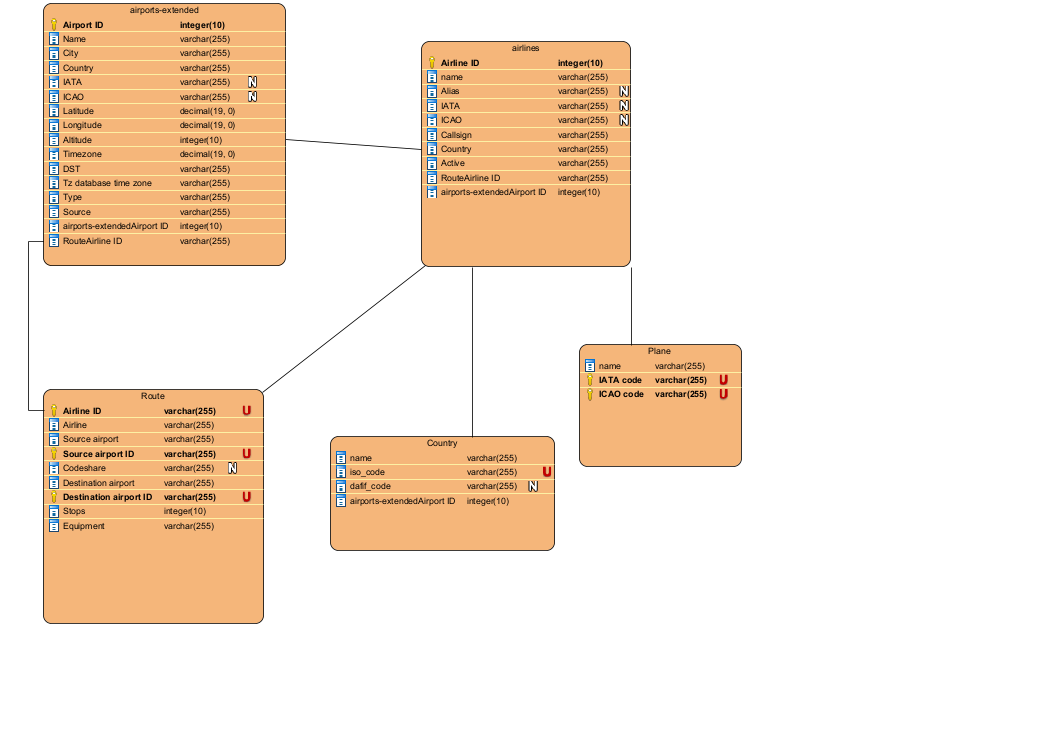 airports-extended
Airport ID integer(10)
Name varchar(255)
City varchar(255)
Country varchar(255)
IATA varchar(255) N
ICAO varchar(255) N
Latitude decimal(19, 0)
Longitude decimal(19, 0)
Altitude integer(10)
Timezone decimal(19, 0)
DST varchar(255)
Tz database time zone varchar(255)
Type varchar(255)
Source varchar(255)
airports-extendedAirport ID integer(10)
RouteAirline ID varchar(255)
airlines
Airline ID integer(10)
name varchar(255)
Alias varchar(255) N
IATA varchar(255) N
ICAO varchar(255) N
Callsign varchar(255)
Country varchar(255)
Active varchar(255)
RouteAirline ID varchar(255)
airports-extendedAirport ID integer(10)
Plane
name varchar(255)
IATA code varchar(255) U
ICAO code varchar(255) U
Route
Airline ID varchar(255) U
Airline varchar(255)
Source airport varchar(255)
Source airport ID varchar(255) U
Codeshare varchar(255) N
Destination airport varchar(255)
Destination airport ID varchar(255) U
Stops integer(10)
Equipment varchar(255)
Country
name varchar(255)
iso_code varchar(255) U
dafif_code varchar(255) N
airports-extendedAirport ID integer(10)